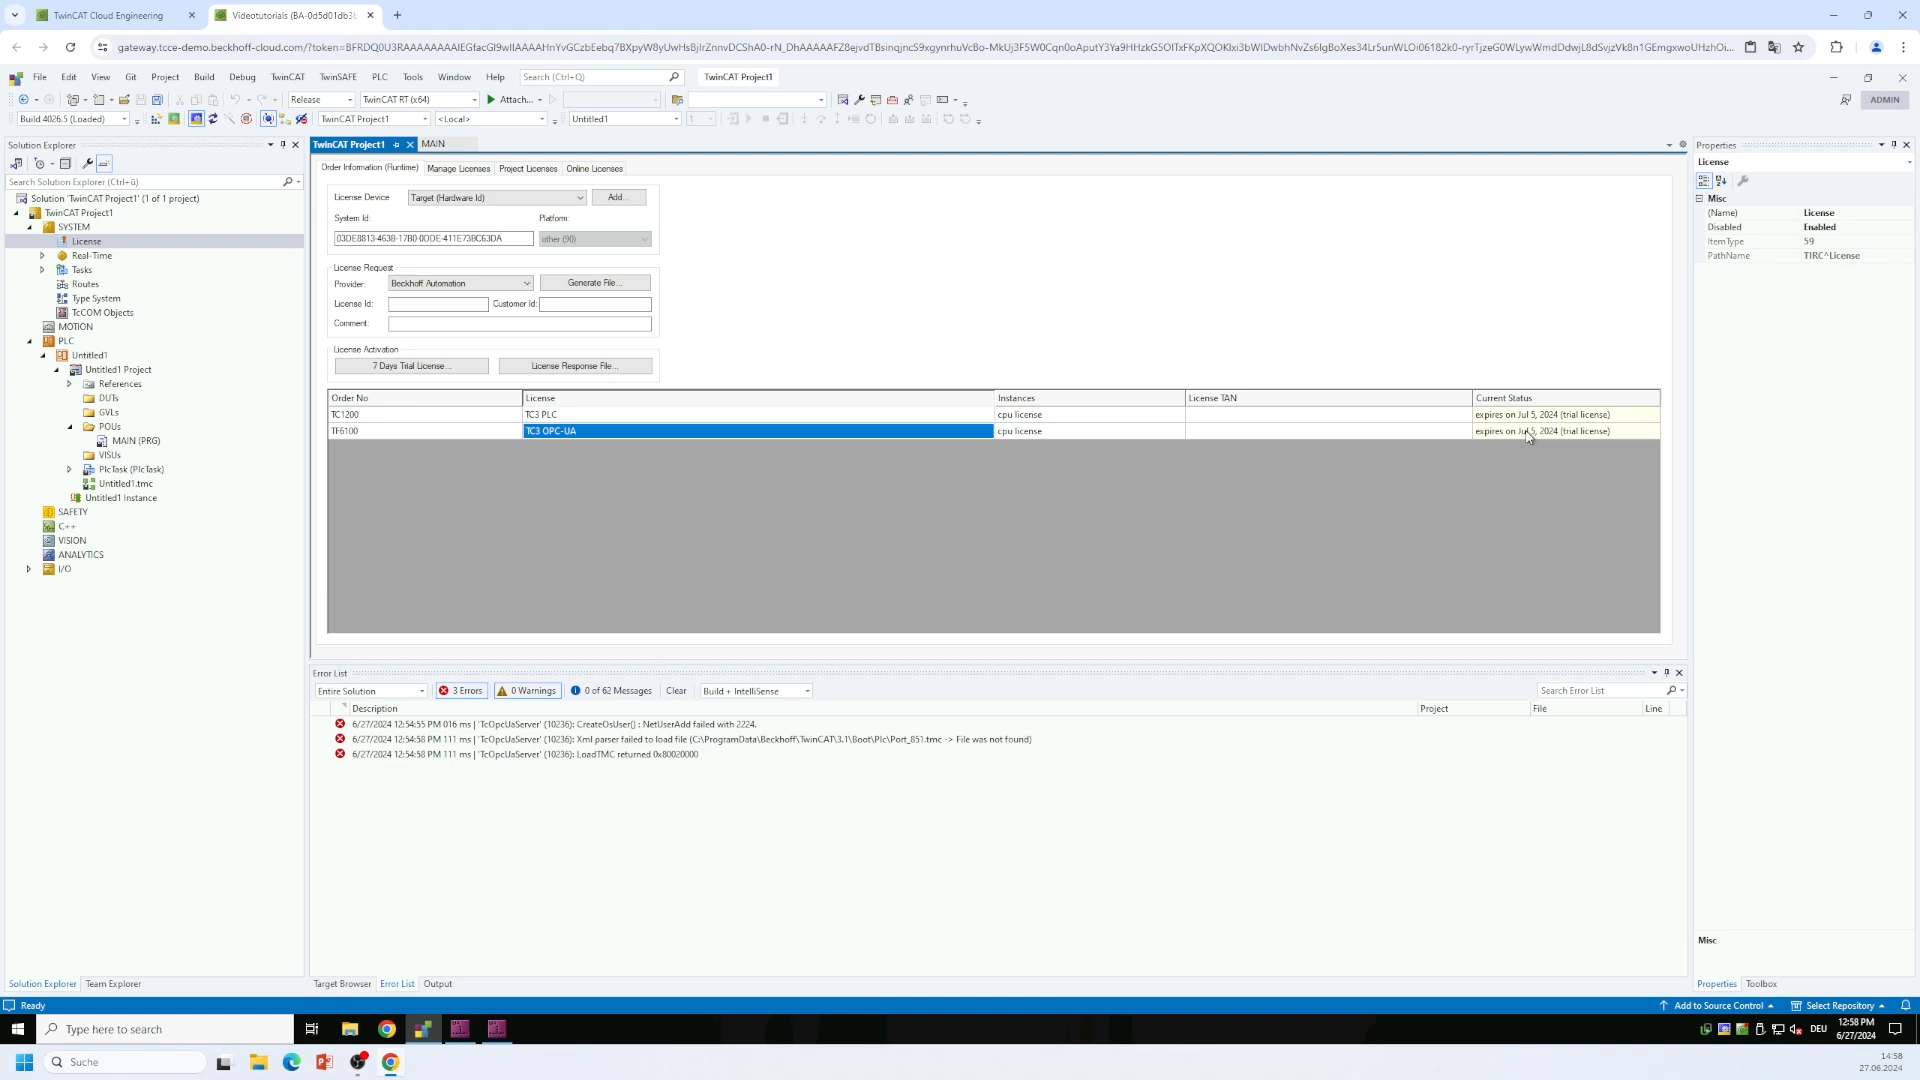 TwinCAT Cloud Engineering
Videotutorials (BA-0d5d01db3
File Edit View Git Project Build Debug TwinCAT TwinSAFE PLC Tools Window Help Search (Ctrl+Q) TwinCAT Project1
Release TwinCAT RT (x64) Attach... ADMIN
Build 4026.5 (Loaded) TwinCAT Project1 <Local> Untitled1 1
Solution Explorer
Search Solution Explorer (Ctrl+ü)
Solution 'TwinCAT Project1' (1 of 1 project)
TwinCAT Project1
SYSTEM
License
Real-Time
Tasks
Routes
Type System
TcCOM Objects
MOTION
PLC
Untitled1
Untitled1 Project
References
DUTs
GVLs
POUs
MAIN (PRG)
VISUs
PlcTask (PlcTask)
Untitled1.tmc
Untitled1 Instance
SAFETY
C++
VISION
ANALYTICS
I/O
Solution Explorer Team Explorer
TwinCAT Project1 MAIN
Order Information (Runtime) Manage Licenses Project Licenses Online Licenses
License Device Target (Hardware Id) Add...
System Id: Platform:
03DE8813-463B-17B0-0DDE-411E73BC63DA other (90)
License Request
Provider: Beckhoff Automation Generate File...
License Id: Customer Id:
Comment:
License Activation
7 Days Trial License... License Response File...
Order No License Instances License TAN Current Status
TC1200 TC3 PLC cpu license expires on Jul 5, 2024 (trial license)
TF6100 TC3 OPC-UA cpu license expires on Jul 5, 2024 (trial license)
Error List
Entire Solution 3 Errors 0 Warnings 0 of 62 Messages Clear Build + IntelliSense Search Error List
Description Project File Line
6/27/2024 12:54:55 PM 016 ms | 'TcOpcUaServer' (10236): CreateOsUser() : NetUserAdd failed with 2224.
6/27/2024 12:54:58 PM 111 ms | 'TcOpcUaServer' (10236): Xml parser failed to load file (C:\ProgramData\Beckhoff\TwinCAT\3.1\Boot\Plc\Port_851.tmc -> File was not found)
6/27/2024 12:54:58 PM 111 ms | 'TcOpcUaServer' (10236): LoadTMC returned 0x80020000
Target Browser Error List Output
Properties
License
Misc
(Name) License
Disabled Enabled
ItemType 59
PathName TIRC^License
Misc
Properties Toolbox
Ready Add to Source Control Select Repository
Type here to search DEU 12:58 PM
6/27/2024
Suche 14:58
27.06.2024